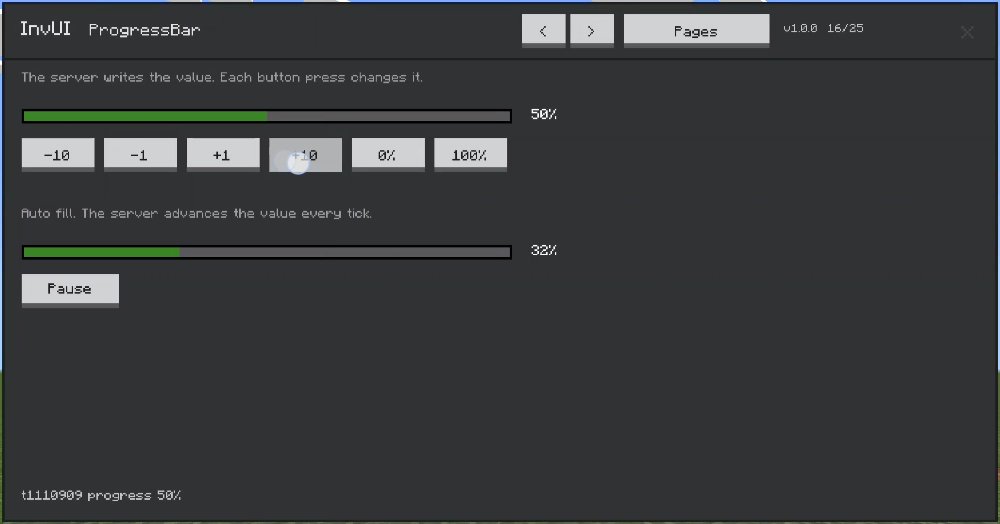 InvUI ProgressBar < > Pages v1.0.0 16/25 ×
The server writes the value. Each button press changes it.
50%
-10 -1 +1 +10 0% 100%
Auto fill. The server advances the value every tick.
32%
Pause
t1110909 progress 50%